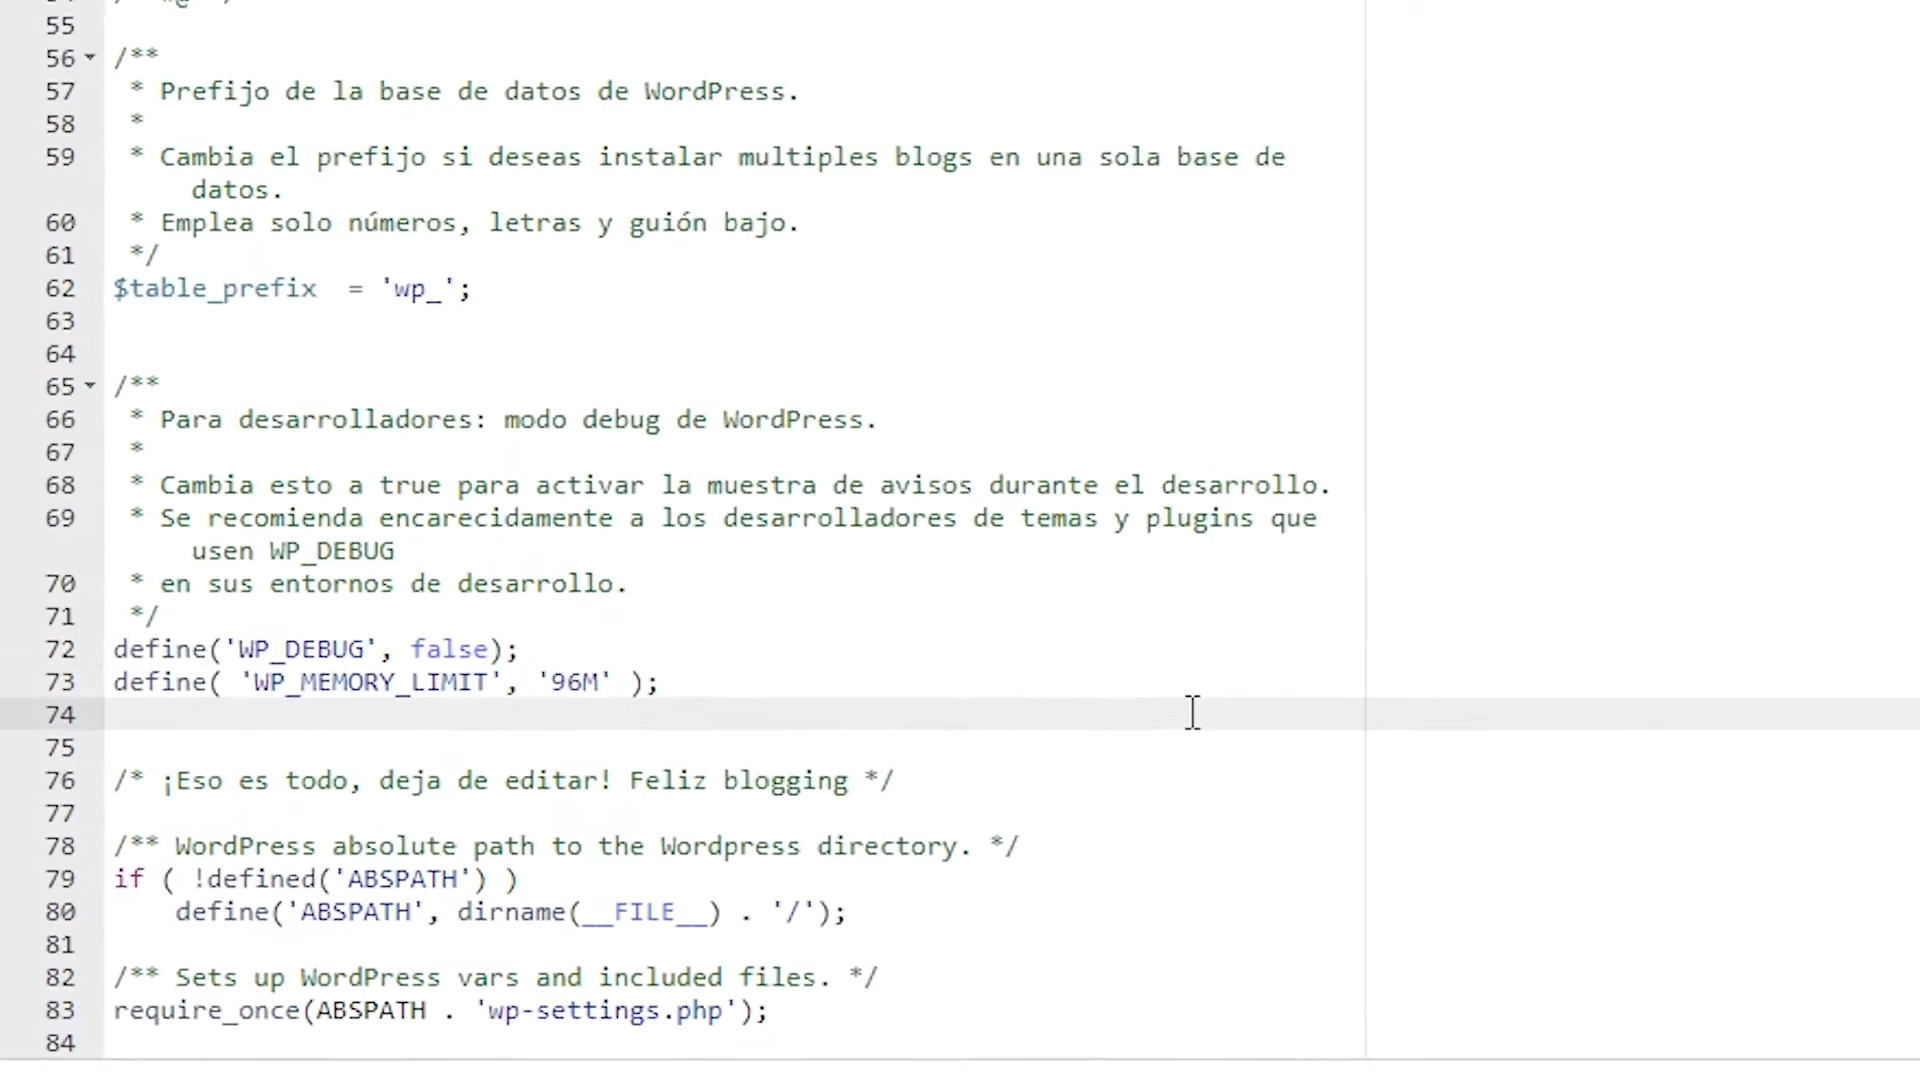 55
56 /**
57 * Prefijo de la base de datos de WordPress.
58 *
59 * Cambia el prefijo si deseas instalar multiples blogs en una sola base de
datos.
60 * Emplea solo números, letras y guión bajo.
61 */
62 $table_prefix  = 'wp_';
63
64
65 /**
66 * Para desarrolladores: modo debug de WordPress.
67 *
68 * Cambia esto a true para activar la muestra de avisos durante el desarrollo.
69 * Se recomienda encarecidamente a los desarrolladores de temas y plugins que
usen WP_DEBUG
70 * en sus entornos de desarrollo.
71 */
72 define('WP_DEBUG', false);
73 define( 'WP_MEMORY_LIMIT', '96M' );
74
75
76 /* ¡Eso es todo, deja de editar! Feliz blogging */
77
78 /** WordPress absolute path to the Wordpress directory. */
79 if ( !defined('ABSPATH') )
80     define('ABSPATH', dirname(__FILE__) . '/');
81
82 /** Sets up WordPress vars and included files. */
83 require_once(ABSPATH . 'wp-settings.php');
84